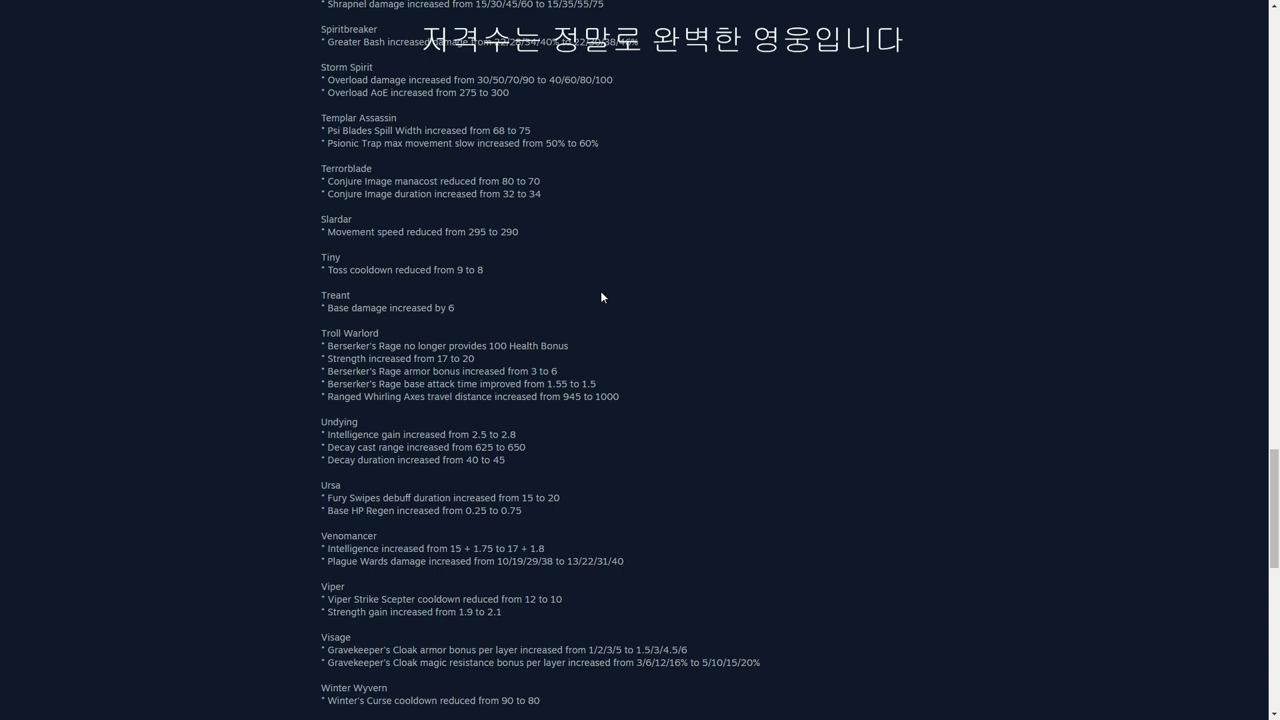 * Shrapnel damage increased from 15/30/45/60 to 15/35/55/75
Spiritbreaker
저격수는 정말로 완벽한 영웅입니다
* Greater Bash increased damage from 22/28/34/40% to 22/30/38/46%
Storm Spirit
* Overload damage increased from 30/50/70/90 to 40/60/80/100
* Overload AoE increased from 275 to 300
Templar Assassin
* Psi Blades Spill Width increased from 68 to 75
* Psionic Trap max movement slow increased from 50% to 60%
Terrorblade
* Conjure Image manacost reduced from 80 to 70
* Conjure Image duration increased from 32 to 34
Slardar
* Movement speed reduced from 295 to 290
Tiny
* Toss cooldown reduced from 9 to 8
Treant
* Base damage increased by 6
Troll Warlord
* Berserker's Rage no longer provides 100 Health Bonus
* Strength increased from 17 to 20
* Berserker's Rage armor bonus increased from 3 to 6
* Berserker's Rage base attack time improved from 1.55 to 1.5
* Ranged Whirling Axes travel distance increased from 945 to 1000
Undying
* Intelligence gain increased from 2.5 to 2.8
* Decay cast range increased from 625 to 650
* Decay duration increased from 40 to 45
Ursa
* Fury Swipes debuff duration increased from 15 to 20
* Base HP Regen increased from 0.25 to 0.75
Venomancer
* Intelligence increased from 15 + 1.75 to 17 + 1.8
* Plague Wards damage increased from 10/19/29/38 to 13/22/31/40
Viper
* Viper Strike Scepter cooldown reduced from 12 to 10
* Strength gain increased from 1.9 to 2.1
Visage
* Gravekeeper's Cloak armor bonus per layer increased from 1/2/3/5 to 1.5/3/4.5/6
* Gravekeeper's Cloak magic resistance bonus per layer increased from 3/6/12/16% to 5/10/15/20%
Winter Wyvern
* Winter's Curse cooldown reduced from 90 to 80